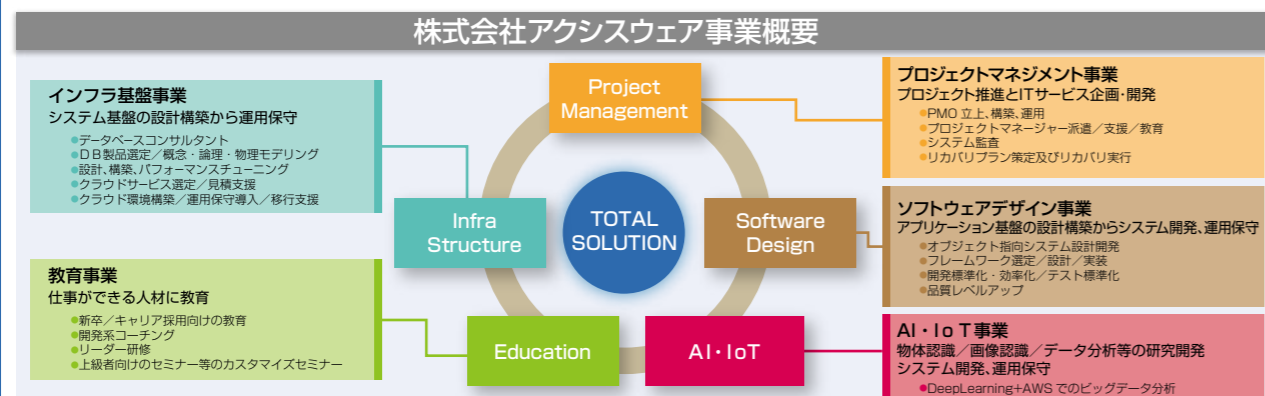 株式会社アクシスウェア事業概要
インフラ基盤事業
システム基盤の設計構築から運用保守
●データベースコンサルタント
●DB製品選定／概念・論理・物理モデリング
●設計、構築、パフォーマンスチューニング
●クラウドサービス選定／見積支援
●クラウド環境構築／運用保守導入／移行支援
教育事業
仕事ができる人材に教育
●新卒／キャリア採用向けの教育
●開発系コーチング
●リーダー研修
●上級者向けのセミナー等のカスタマイズセミナー
Project
Management
Infra
Structure
TOTAL
SOLUTION
Software
Design
Education
AI・IoT
プロジェクトマネジメント事業
プロジェクト推進とITサービス企画・開発
●PMO 立上、構築、運用
●プロジェクトマネージャー派遣／支援／教育
●システム監査
●リカバリプラン策定及びリカバリ実行
ソフトウェアデザイン事業
アプリケーション基盤の設計構築からシステム開発、運用保守
●オブジェクト指向システム設計開発
●フレームワーク選定／設計／実装
●開発標準化・効率化／テスト標準化
●品質レベルアップ
AI・IoT事業
物体認識／画像認識／データ分析等の研究開発
システム開発、運用保守
●DeepLearning+AWS でのビッグデータ分析